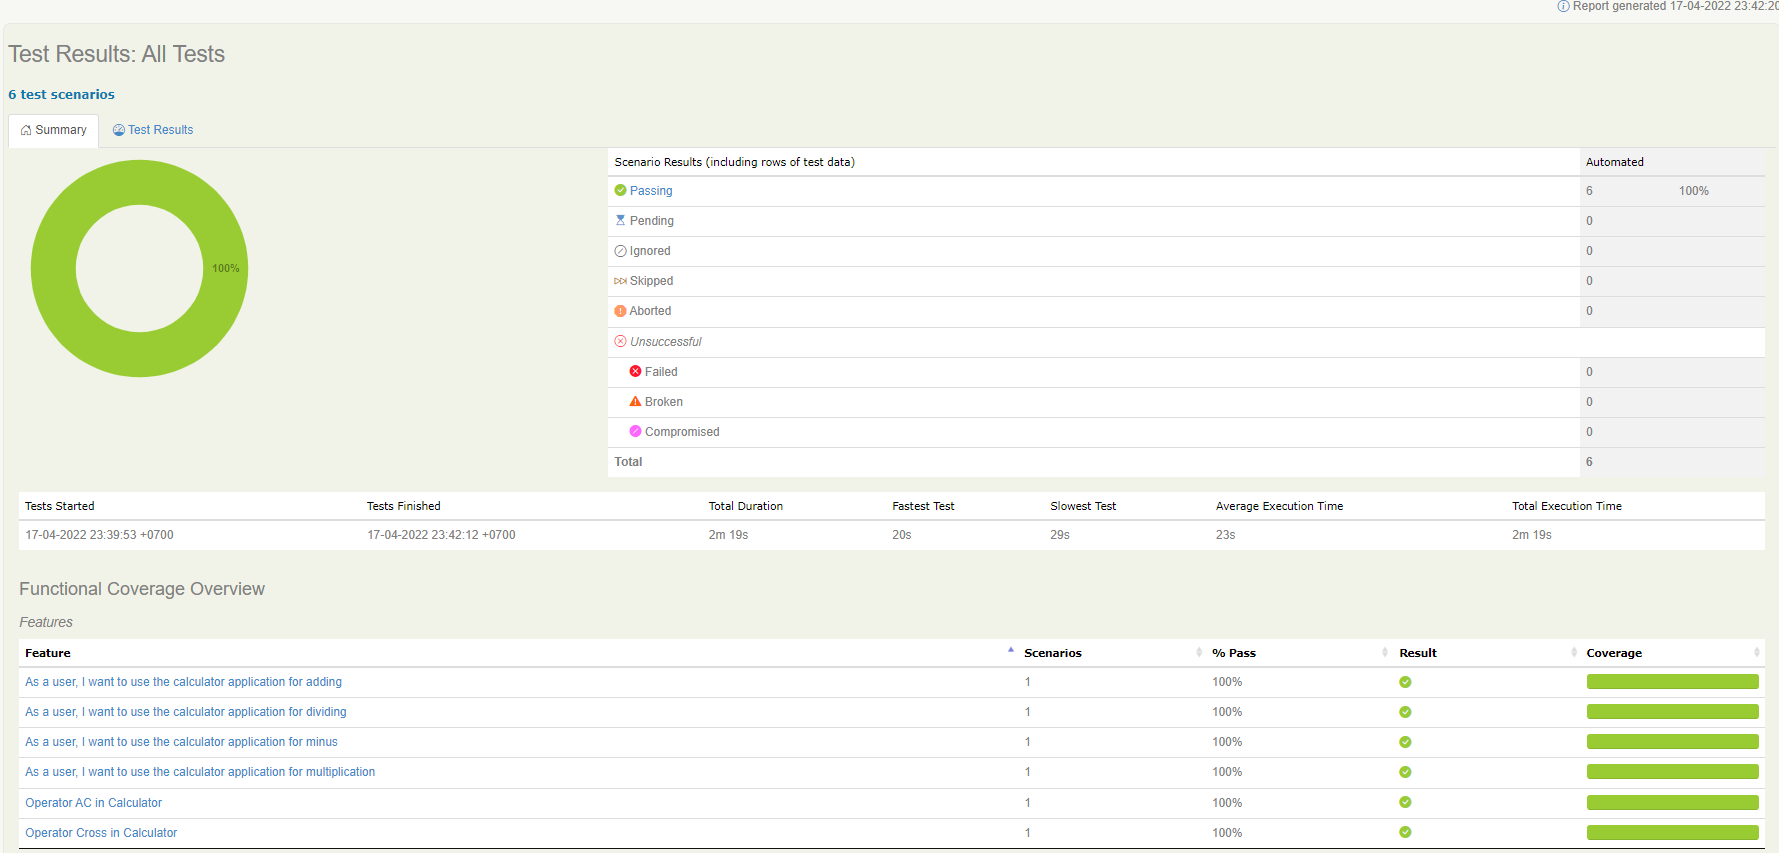 Report generated 17-04-2022 23:42:20
Test Results: All Tests
6 test scenarios
Summary Test Results
100%
Scenario Results (including rows of test data) Automated
Passing 6 100%
Pending 0
Ignored 0
Skipped 0
Aborted 0
Unsuccessful
Failed 0
Broken 0
Compromised 0
Total 6
Tests Started Tests Finished Total Duration Fastest Test Slowest Test Average Execution Time Total Execution Time
17-04-2022 23:39:53 +0700 17-04-2022 23:42:12 +0700 2m 19s 20s 29s 23s 2m 19s
Functional Coverage Overview
Features
Feature Scenarios % Pass Result Coverage
As a user, I want to use the calculator application for adding 1 100%
As a user, I want to use the calculator application for dividing 1 100%
As a user, I want to use the calculator application for minus 1 100%
As a user, I want to use the calculator application for multiplication 1 100%
Operator AC in Calculator 1 100%
Operator Cross in Calculator 1 100%